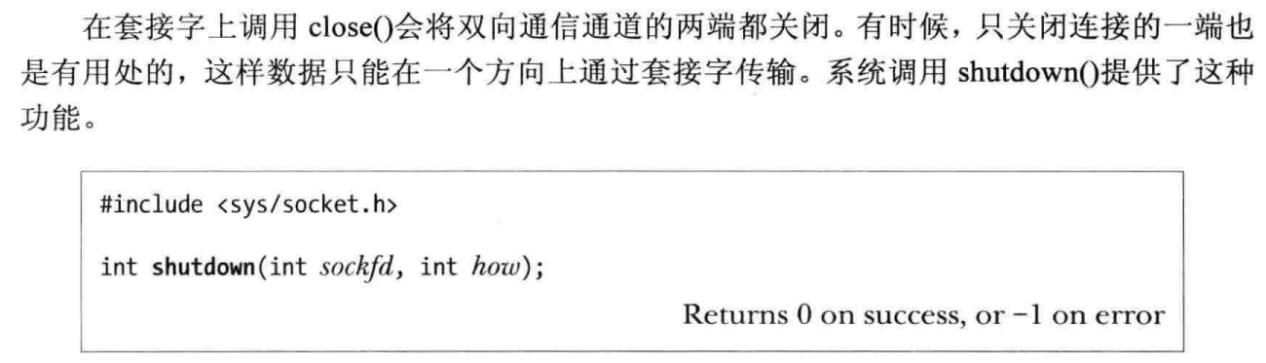 在套接字上调用 close()会将双向通信通道的两端都关闭。有时候，只关闭连接的一端也
是有用处的，这样数据只能在一个方向上通过套接字传输。系统调用 shutdown()提供了这种
功能。
#include <sys/socket.h>
int shutdown(int sockfd, int how);
Returns 0 on success, or −1 on error